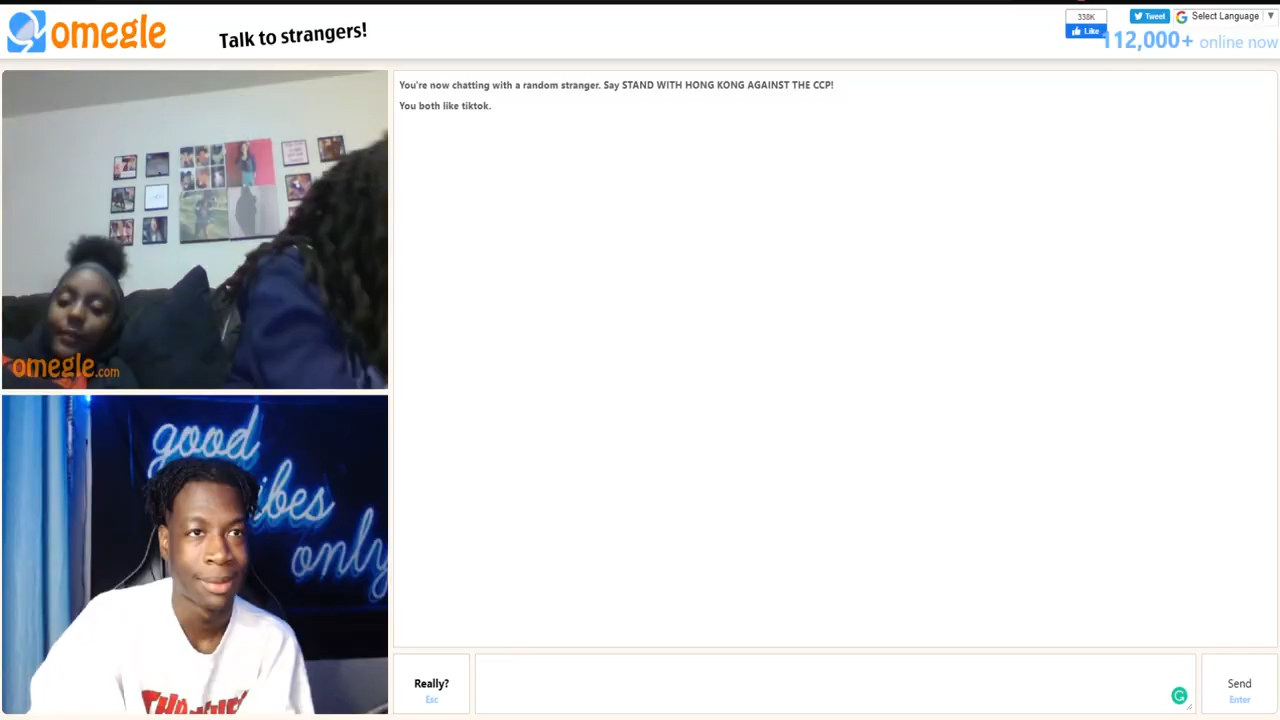 omegle
Talk to strangers!
338K
Like
Tweet
Select Language
112,000+ online now
You're now chatting with a random stranger. Say STAND WITH HONG KONG AGAINST THE CCP!
You both like tiktok.
omegle.com
good
vibes
only
Really?
Esc
Send
Enter